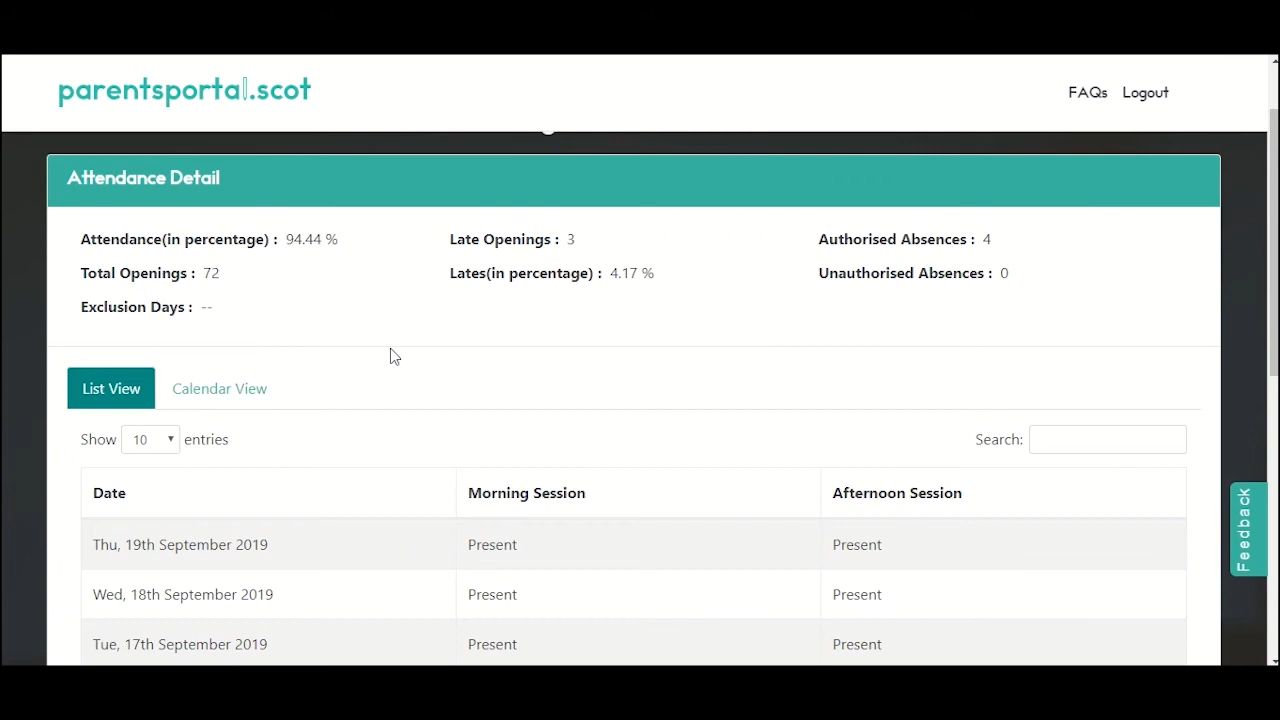 parentsportal.scot
FAQs Logout
Attendance Detail
Attendance(in percentage) : 94.44 % Late Openings : 3 Authorised Absences : 4
Total Openings : 72 Lates(in percentage) : 4.17 % Unauthorised Absences : 0
Exclusion Days : --
List View Calendar View
Show 10 entries Search:
Date Morning Session Afternoon Session
Thu, 19th September 2019 Present Present
Wed, 18th September 2019 Present Present
Tue, 17th September 2019 Present Present
Feedback